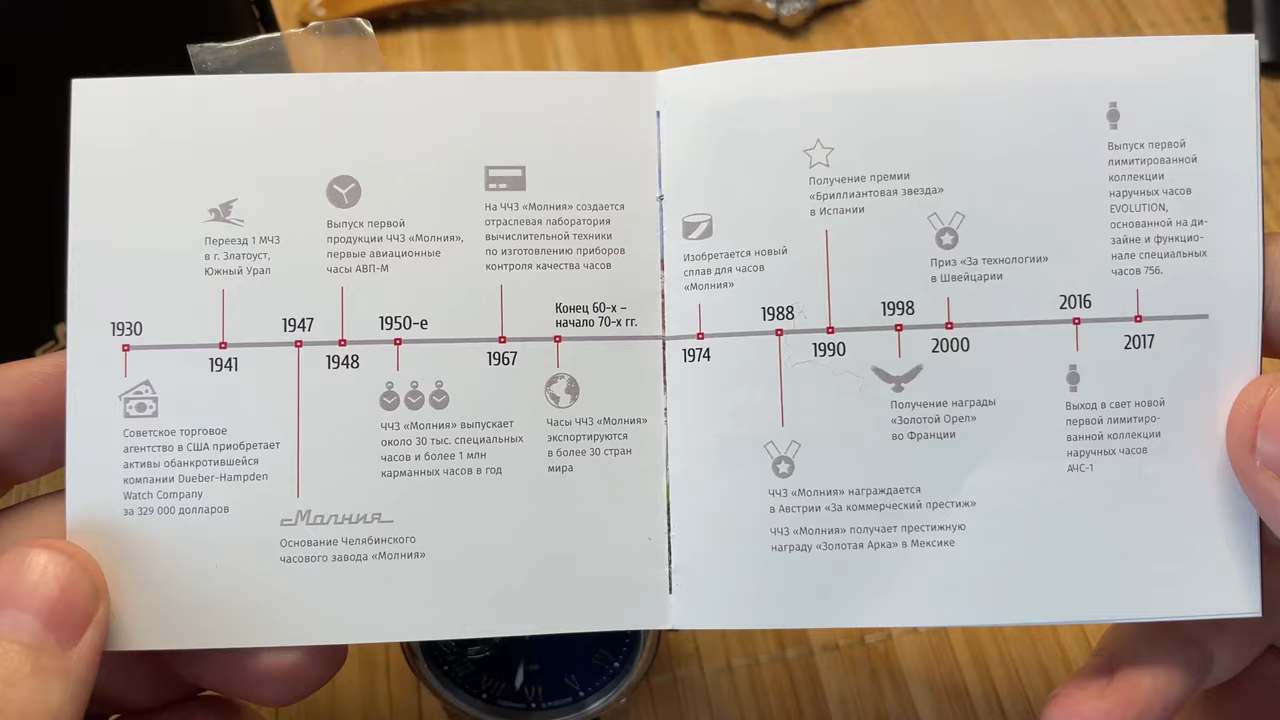 1930
Советское торговое
агентство в США приобретает
активы обанкротившейся
компании Dueber-Hampden
Watch Company
за 329 000 долларов
Переезд 1 МЧЗ
в г. Златоуст,
Южный Урал
1941
1947
Молния
Основание Челябинского
часового завода «Молния»
Выпуск первой
продукции ЧЧЗ «Молния»,
первые авиационные
часы АВП-М
1948
1950-е
ЧЧЗ «Молния» выпускает
около 30 тыс. специальных
часов и более 1 млн
карманных часов в год
На ЧЧЗ «Молния» создается
отраслевая лаборатория
вычислительной техники
по изготовлению приборов
контроля качества часов
1967
Конец 60-х –
начало 70-х гг.
Часы ЧЧЗ «Молния»
экспортируются
в более 30 стран
мира
Изобретается новый
сплав для часов
«Молния»
1974
1988
ЧЧЗ «Молния» награждается
в Австрии «За коммерческий престиж»
ЧЧЗ «Молния» получает престижную
награду «Золотая Арка» в Мексике
Получение премии
«Бриллиантовая звезда»
в Испании
1990
1998
Получение награды
«Золотой Орел»
во Франции
Приз «За технологии»
в Швейцарии
2000
2016
Выход в свет новой
первой лимитиро-
ванной коллекции
наручных часов
АЧС-1
Выпуск первой
лимитированной
коллекции
наручных часов
EVOLUTION,
основанной на ди-
зайне и функцио-
нале специальных
часов 756.
2017
VII VI V